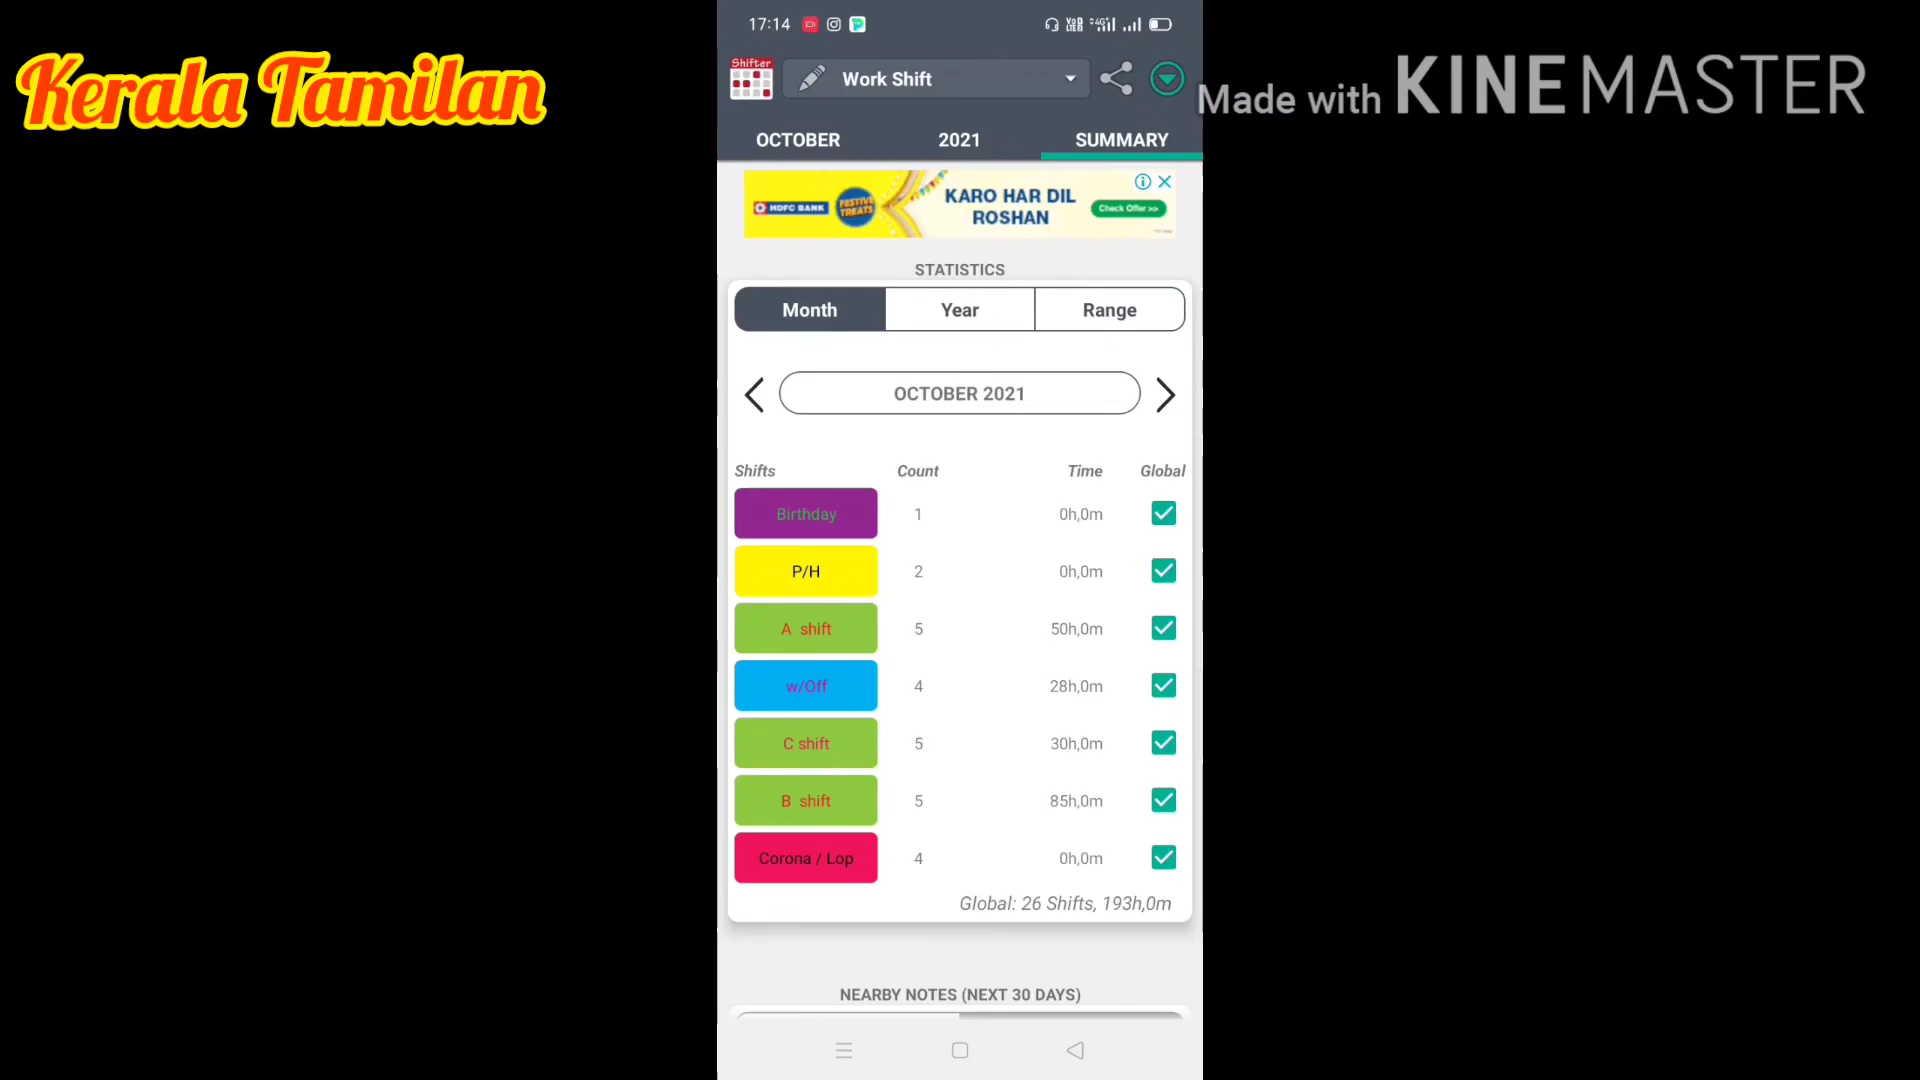 17:14
Kerala Tamilan
Shifter
Work Shift
Made with KINEMASTER
OCTOBER 2021 SUMMARY
HDFC BANK
FESTIVE TREATS
KARO HAR DIL ROSHAN
Check Offer >>
STATISTICS
Month Year Range
OCTOBER 2021
Shifts Count Time Global
Birthday 1 0h,0m
P/H 2 0h,0m
A shift 5 50h,0m
w/Off 4 28h,0m
C shift 5 30h,0m
B shift 5 85h,0m
Corona / Lop 4 0h,0m
Global: 26 Shifts, 193h,0m
NEARBY NOTES (NEXT 30 DAYS)